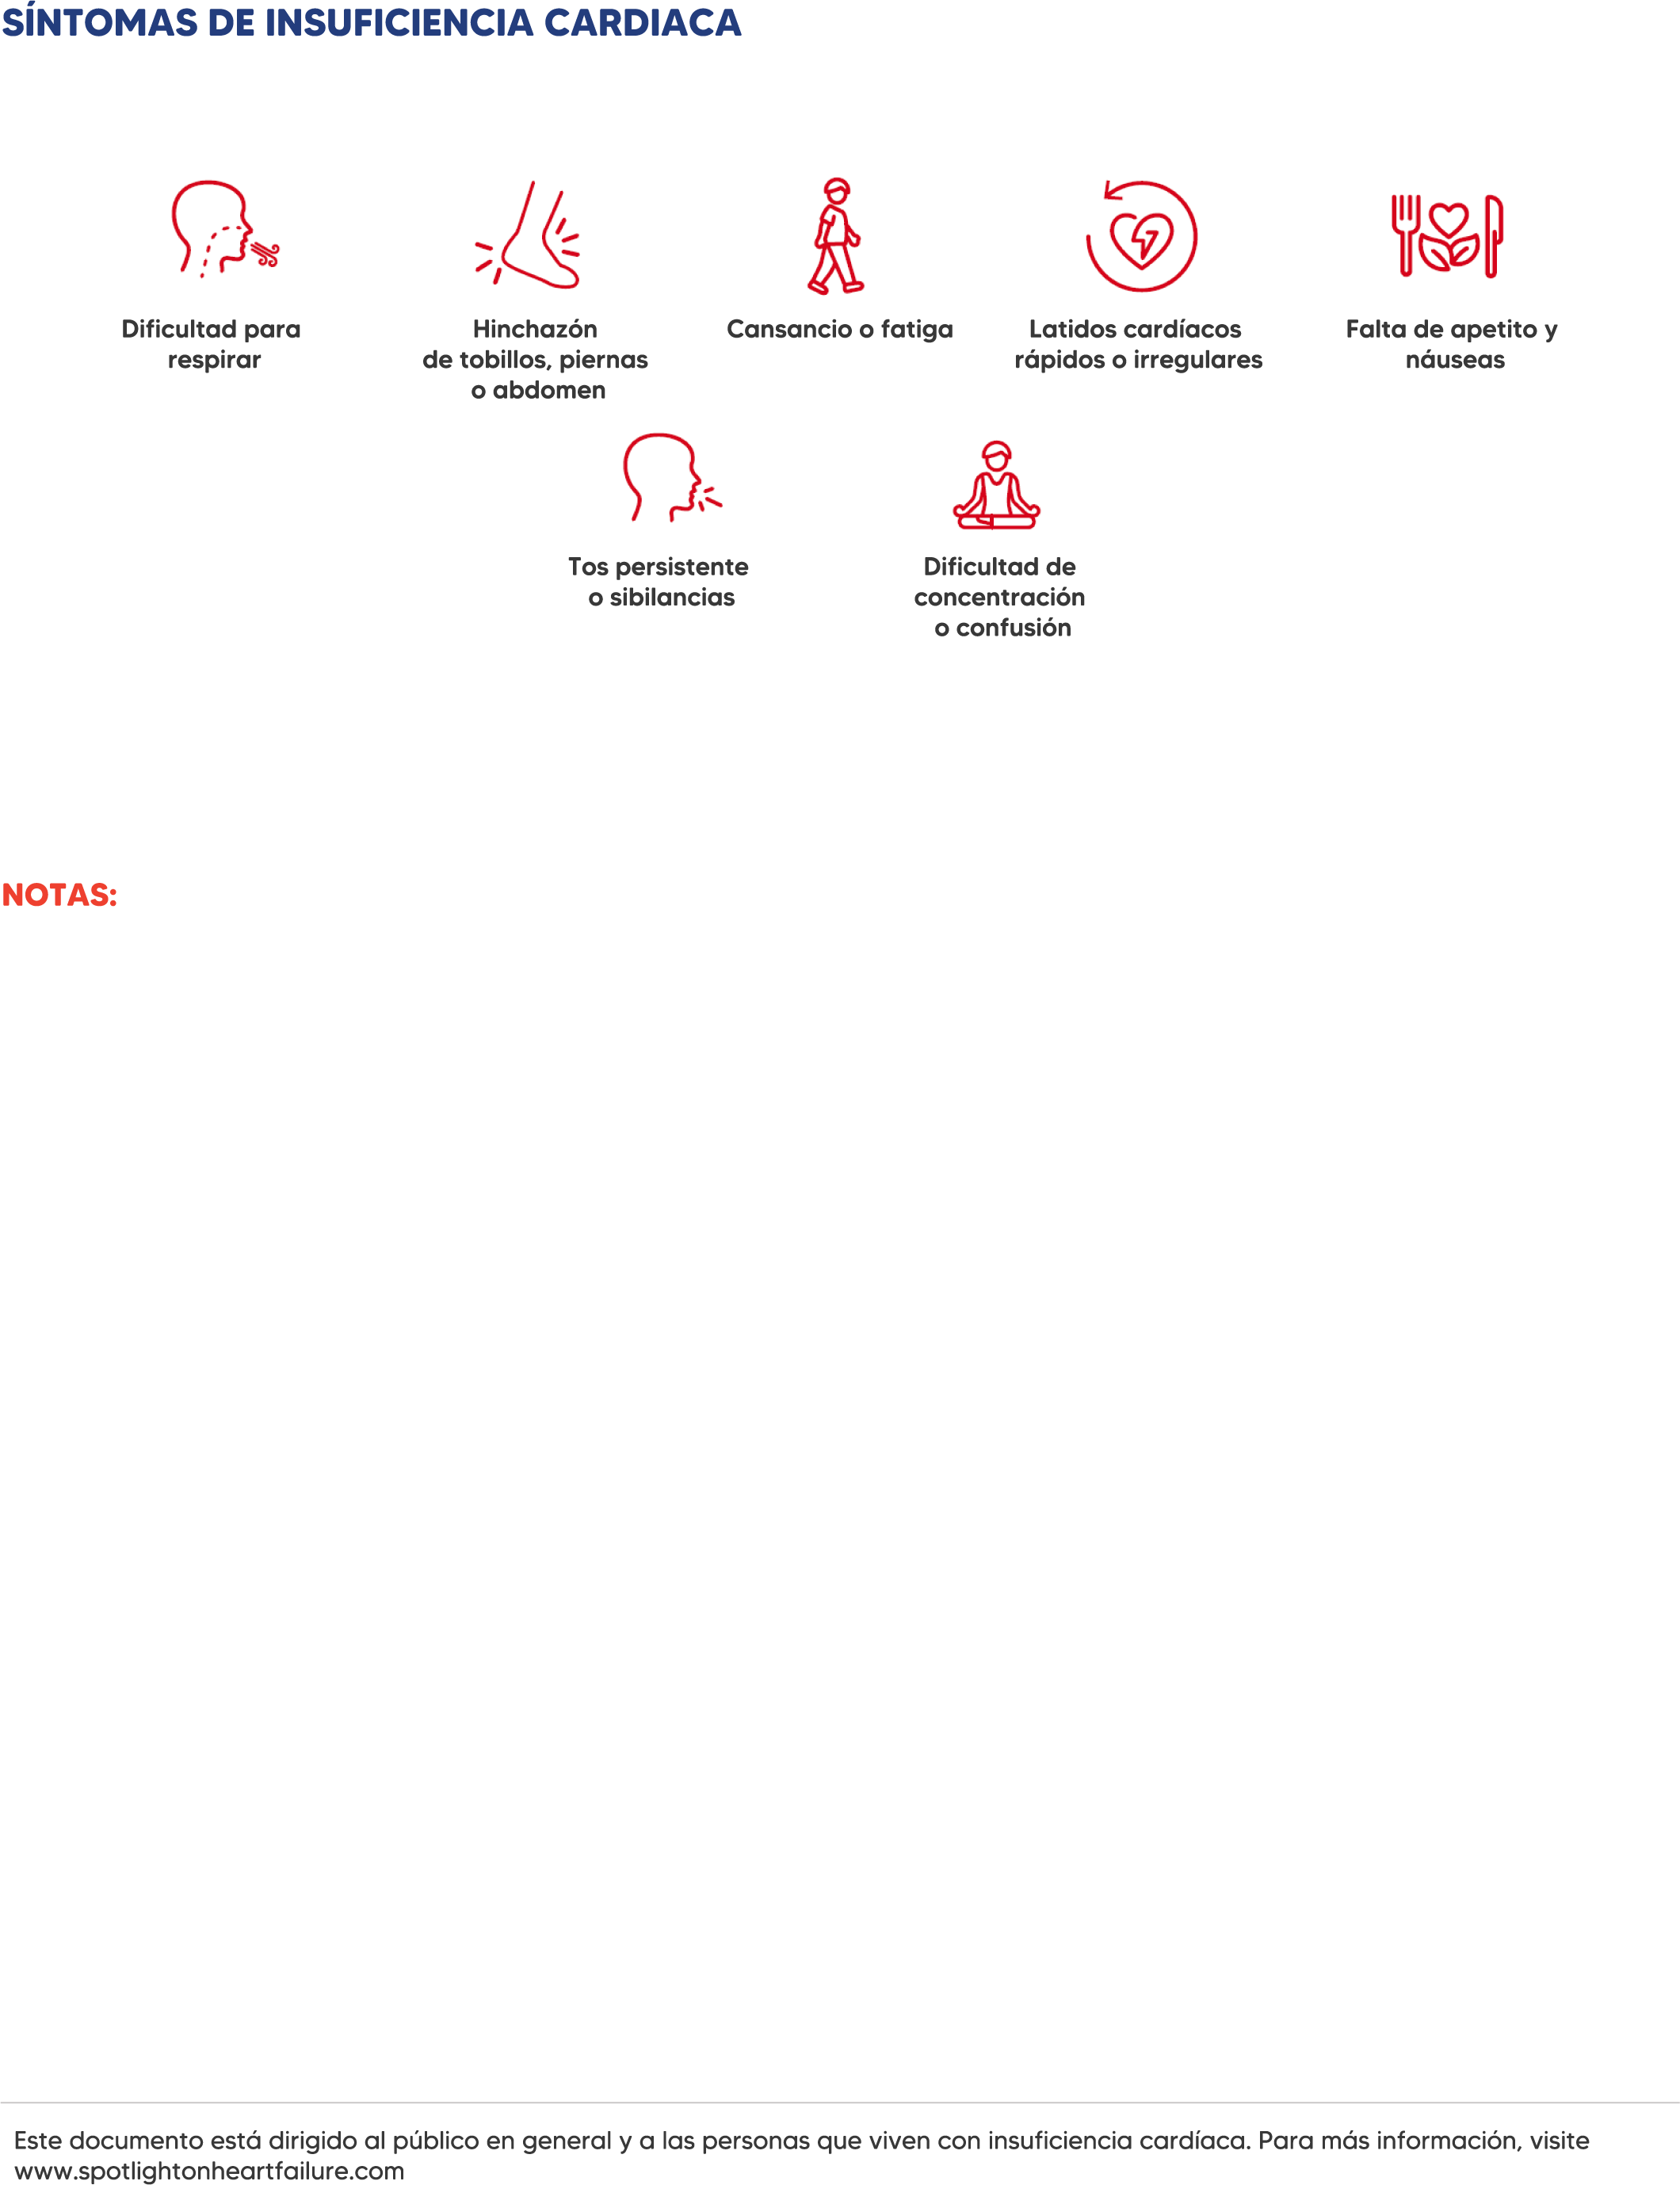 SÍNTOMAS DE INSUFICIENCIA CARDIACA
Dificultad para
respirar
Hinchazón
de tobillos, piernas
o abdomen
Cansancio o fatiga
Latidos cardíacos
rápidos o irregulares
Falta de apetito y
náuseas
Tos persistente
o sibilancias
Dificultad de
concentración
o confusión
NOTAS:
Este documento está dirigido al público en general y a las personas que viven con insuficiencia cardíaca. Para más información, visite
www.spotlightonheartfailure.com